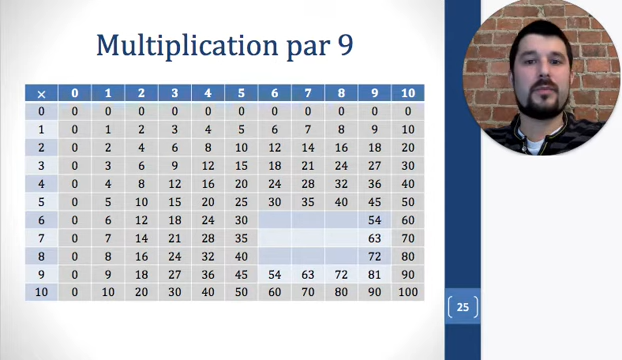 Multiplication par 9
× 0 1 2 3 4 5 6 7 8 9 10
0 0 0 0 0 0 0 0 0 0 0 0
1 0 1 2 3 4 5 6 7 8 9 10
2 0 2 4 6 8 10 12 14 16 18 20
3 0 3 6 9 12 15 18 21 24 27 30
4 0 4 8 12 16 20 24 28 32 36 40
5 0 5 10 15 20 25 30 35 40 45 50
6 0 6 12 18 24 30 54 60
7 0 7 14 21 28 35 63 70
8 0 8 16 24 32 40 72 80
9 0 9 18 27 36 45 54 63 72 81 90
10 0 10 20 30 40 50 60 70 80 90 100
25